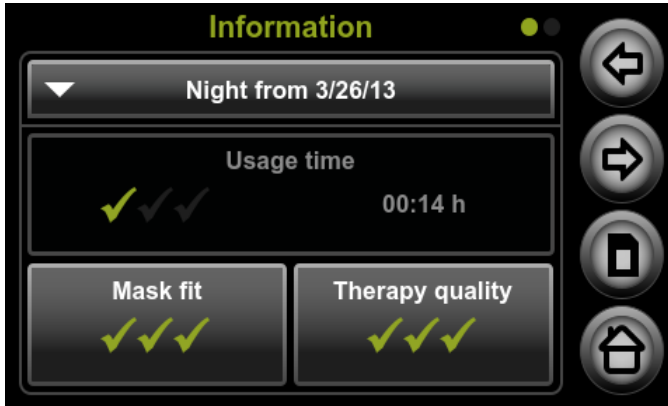 Information
Night from 3/26/13
Usage time
00:14 h
Mask fit
Therapy quality